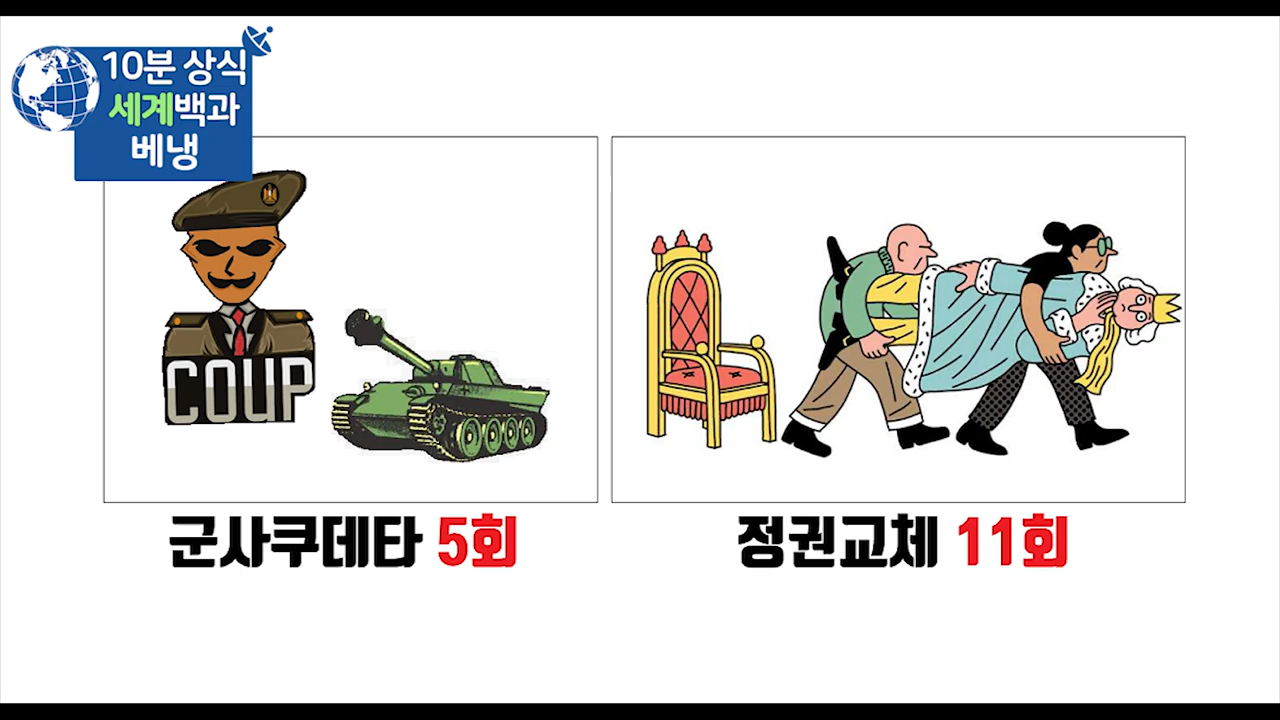 10분 상식
세계백과
베냉
COUP
군사쿠데타 5회
정권교체 11회